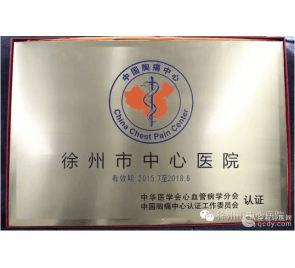 中国胸痛中心
China Chest Pain Center
徐州市中心医院
有效期:2015.7至2018.6
中华医学会心血管病学分会
中国胸痛中心认证工作委员会
认证
qcdy.com